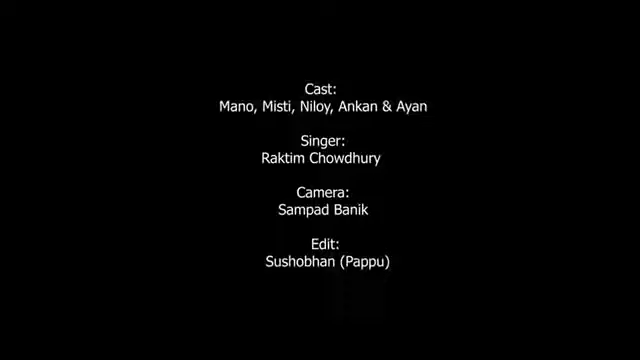 Cast:
Mano, Misti, Niloy, Ankan & Ayan
Singer:
Raktim Chowdhury
Camera:
Sampad Banik
Edit:
Sushobhan (Pappu)